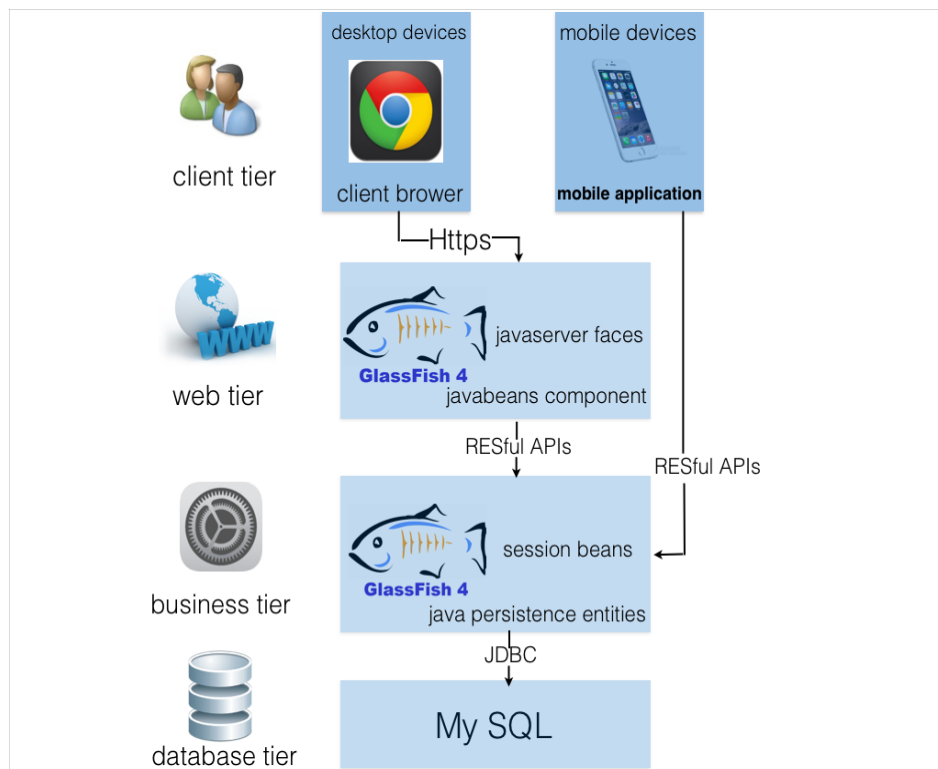 desktop devices
mobile devices
client tier
client brower
mobile application
Https
WWW
javaserver faces
GlassFish 4
javabeans component
web tier
RESful APIs
RESful APIs
session beans
GlassFish 4
business tier
java persistence entities
JDBC
My SQL
database tier